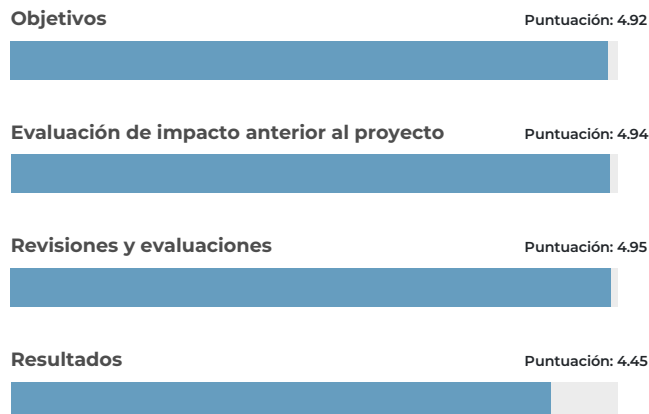 Objetivos Puntuación: 4.92
Evaluación de impacto anterior al proyecto Puntuación: 4.94
Revisiones y evaluaciones Puntuación: 4.95
Resultados Puntuación: 4.45